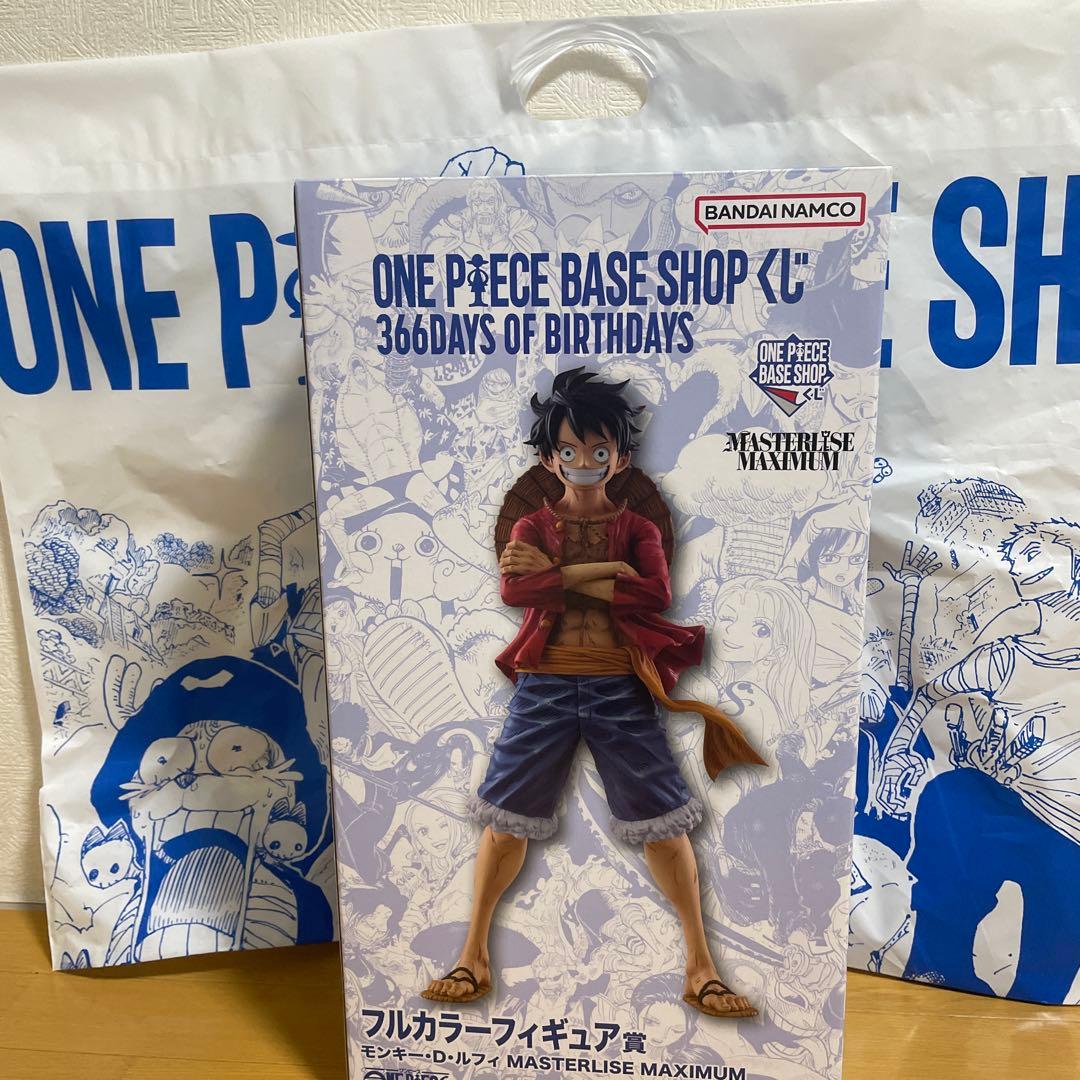 ONE P
E SH
BANDAI NAMCO
ONE PIECE BASE SHOP くじ
366DAYS OF BIRTHDAYS
ONE PIECE
BASE SHOP
くじ
MASTERLISE
MAXIMUM
フルカラーフィギュア賞
モンキー・D・ルフィ MASTERLISE MAXIMUM
ONE PIECE